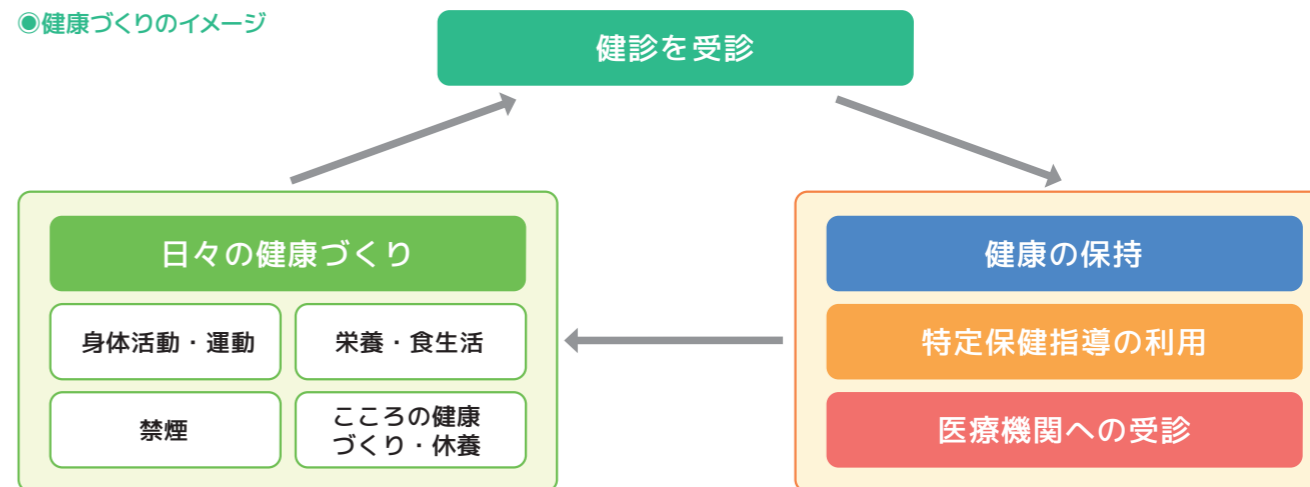 ◉健康づくりのイメージ
健診を受診
日々の健康づくり
身体活動・運動
栄養・食生活
禁煙
こころの健康
づくり・休養
健康の保持
特定保健指導の利用
医療機関への受診